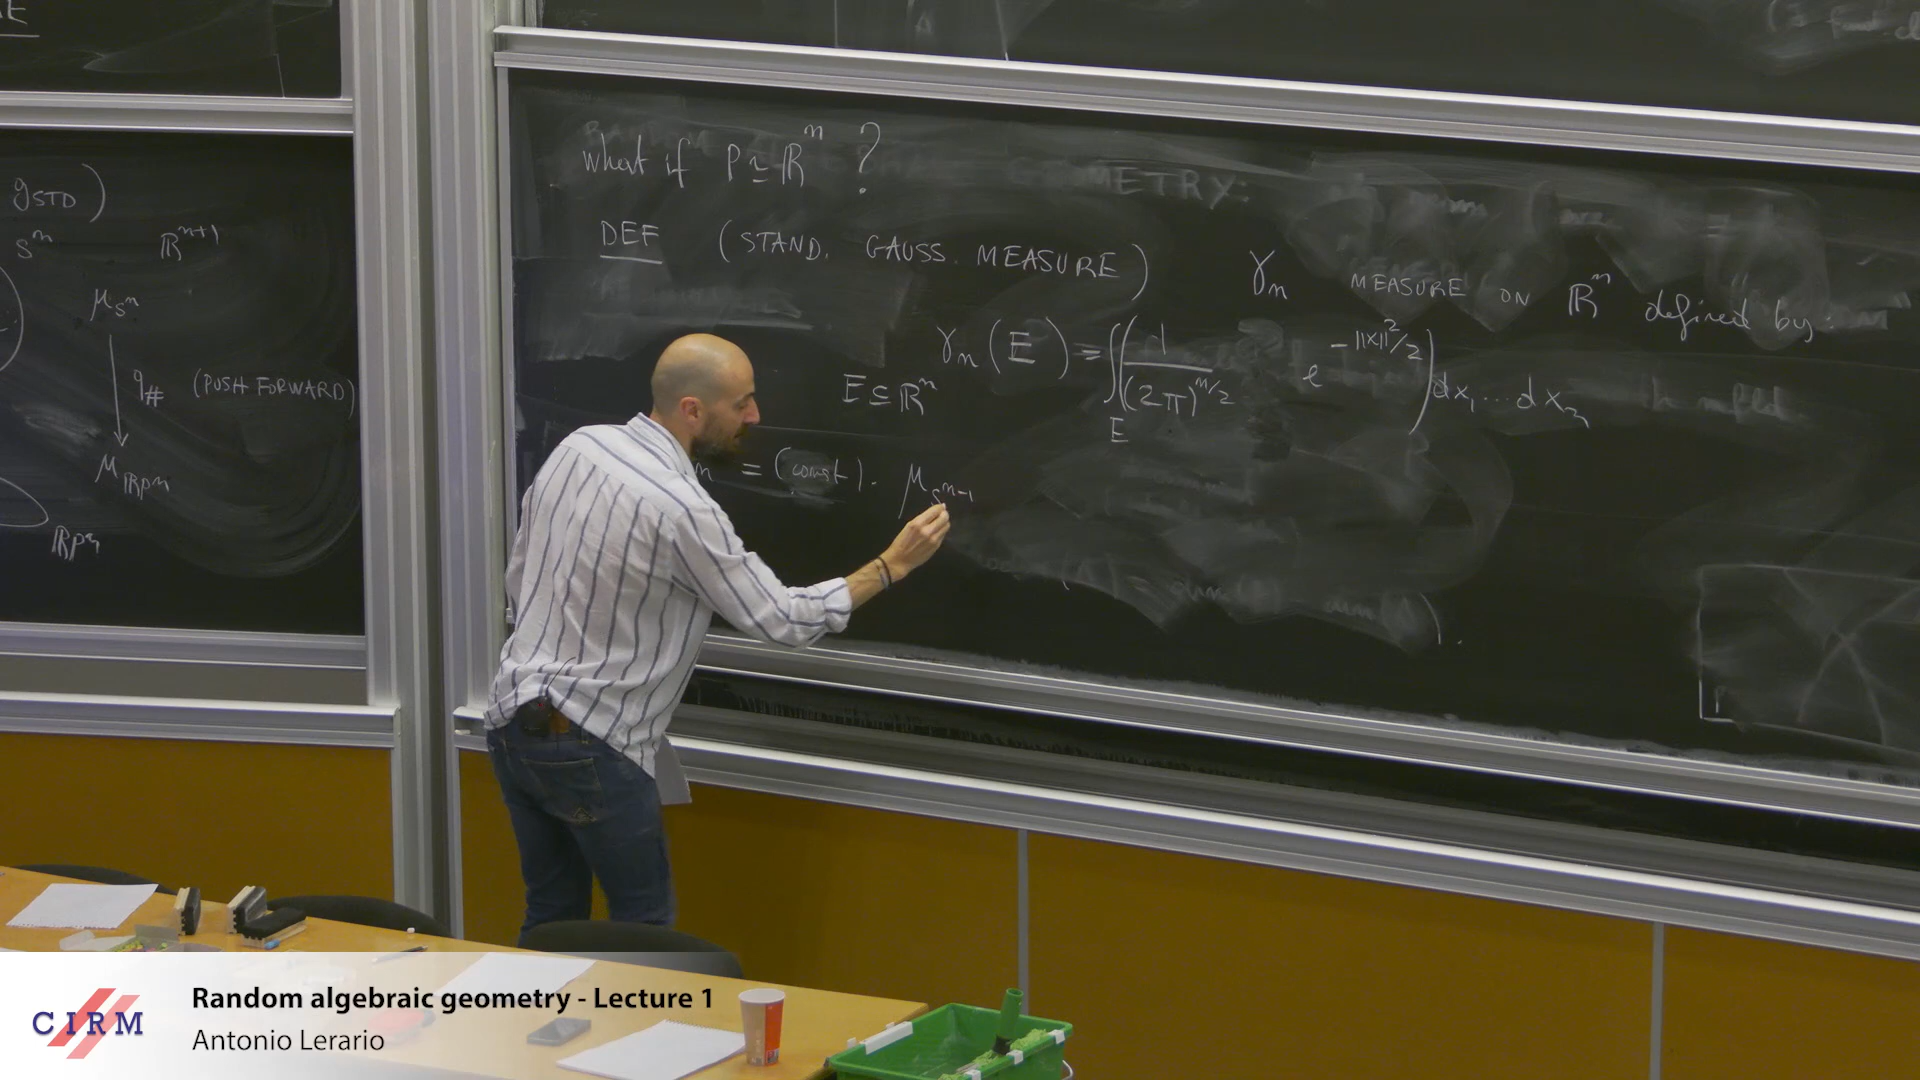 g_STD )
S^n ℝ^{n+1}
μ_{S^n}
q_# (PUSH FORWARD)
μ_{ℝP^n}
ℝP^n
what if P ≃ ℝ^n ?
DEF (STAND. GAUSS. MEASURE) γ_n MEASURE ON ℝ^n defined by:
E ⊆ ℝ^n γ_n(E) = ∫_E ( 1/(2π)^{n/2} e^{-||x||^2/2} ) dx_1 ... dx_n
n = (const) · μ_{S^{n-1}}
METRY:
CIRM
Random algebraic geometry - Lecture 1
Antonio Lerario